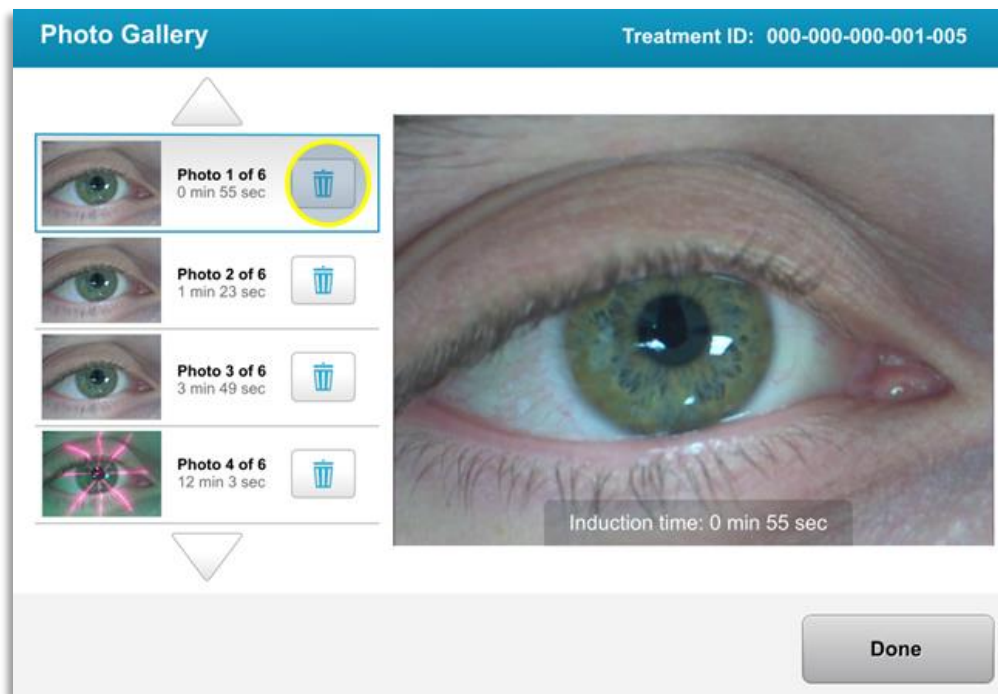 Photo Gallery
Treatment ID: 000-000-000-001-005
Photo 1 of 6
0 min 55 sec
Photo 2 of 6
1 min 23 sec
Photo 3 of 6
3 min 49 sec
Photo 4 of 6
12 min 3 sec
Induction time: 0 min 55 sec
Done